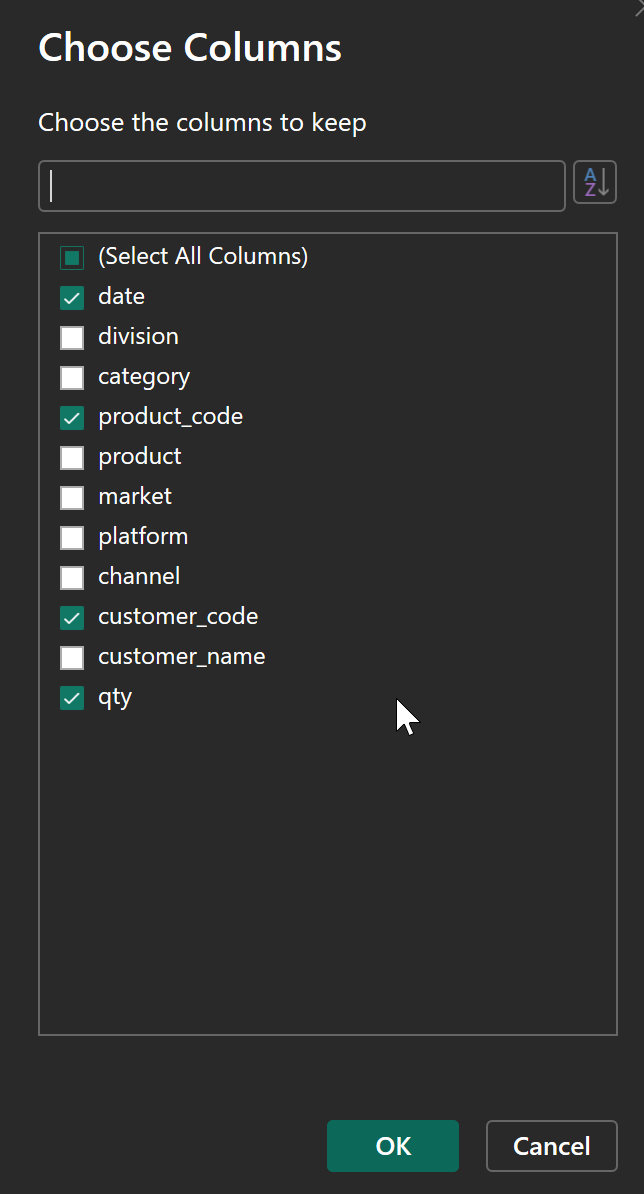 Choose Columns
Choose the columns to keep
A
Z
(Select All Columns)
date
division
category
product_code
product
market
platform
channel
customer_code
customer_name
qty
OK
Cancel